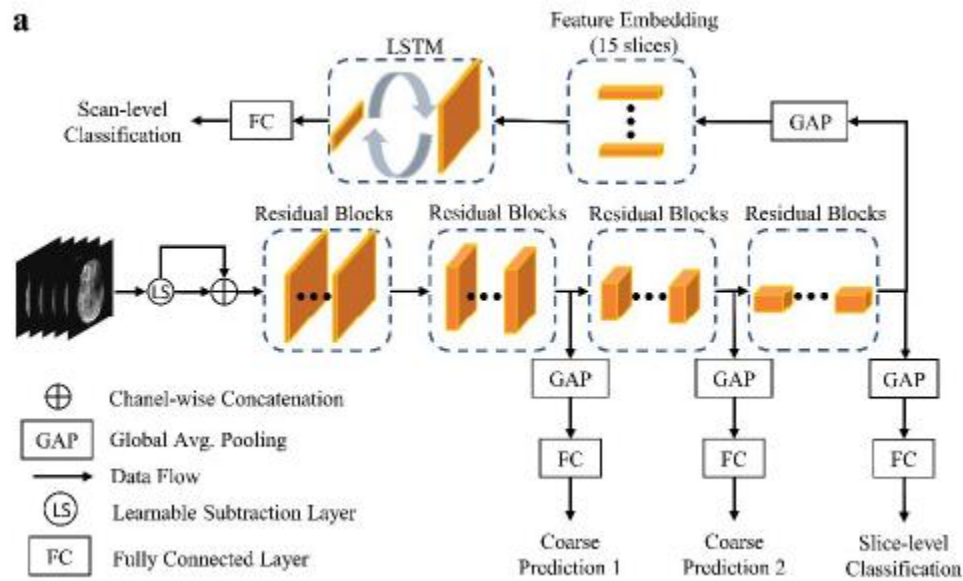 a
Feature Embedding
(15 slices)
LSTM
Scan-level
Classification
FC
GAP
Residual Blocks
Residual Blocks
Residual Blocks
Residual Blocks
LS
GAP
GAP
GAP
Chanel-wise Concatenation
GAP
Global Avg. Pooling
FC
FC
FC
Data Flow
LS
Learnable Subtraction Layer
FC
Fully Connected Layer
Coarse
Prediction 1
Coarse
Prediction 2
Slice-level
Classification